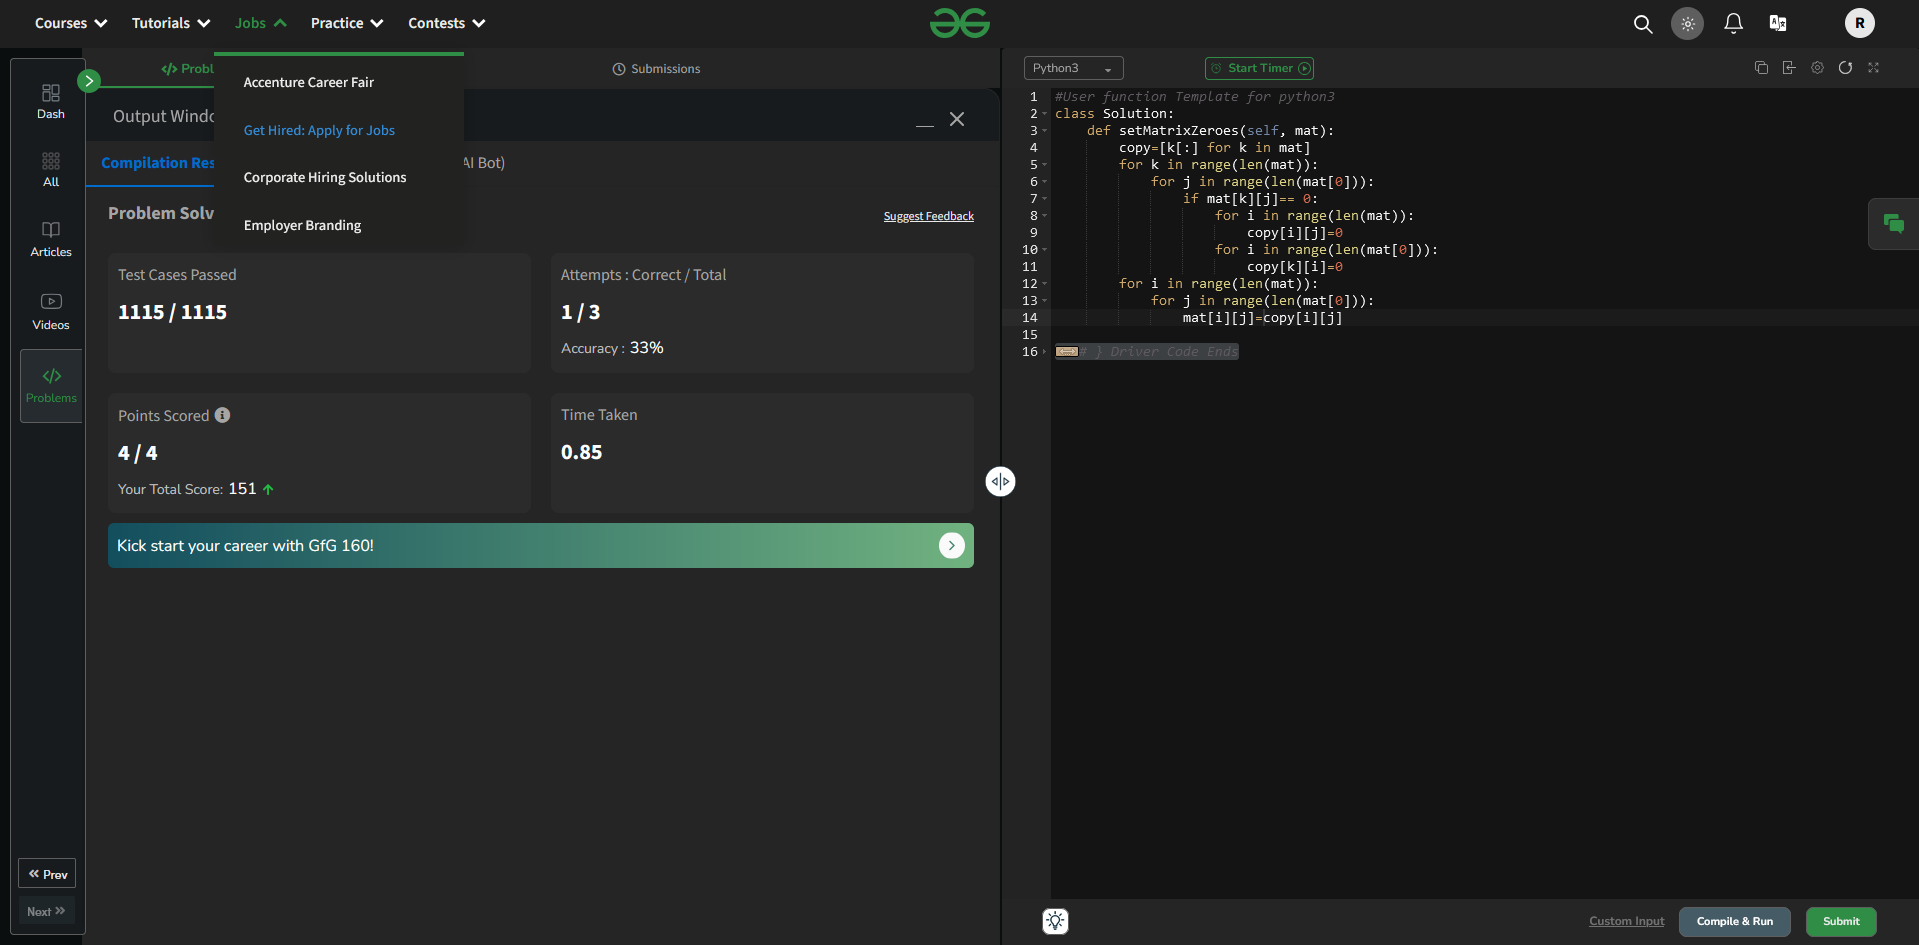 Courses
Tutorials
Jobs
Practice
Contests
R
Accenture Career Fair
Get Hired: Apply for Jobs
Corporate Hiring Solutions
Employer Branding
Dash
All
Articles
Videos
Problems
Prev
Next
Submissions
AI Bot)
Suggest Feedback
Test Cases Passed
1115 / 1115
Attempts : Correct / Total
1 / 3
Accuracy : 33%
Points Scored
4 / 4
Your Total Score: 151
Time Taken
0.85
Kick start your career with GfG 160!
Python3
Start Timer
1 #User function Template for python3
2 class Solution:
3     def setMatrixZeroes(self, mat):
4         copy=[k[:] for k in mat]
5         for k in range(len(mat)):
6             for j in range(len(mat[0])):
7                 if mat[k][j]== 0:
8                     for i in range(len(mat)):
9                         copy[i][j]=0
10                     for i in range(len(mat[0])):
11                         copy[k][i]=0
12         for i in range(len(mat)):
13             for j in range(len(mat[0])):
14                 mat[i][j]=copy[i][j]
15
16 # } Driver Code Ends
Custom Input
Compile & Run
Submit